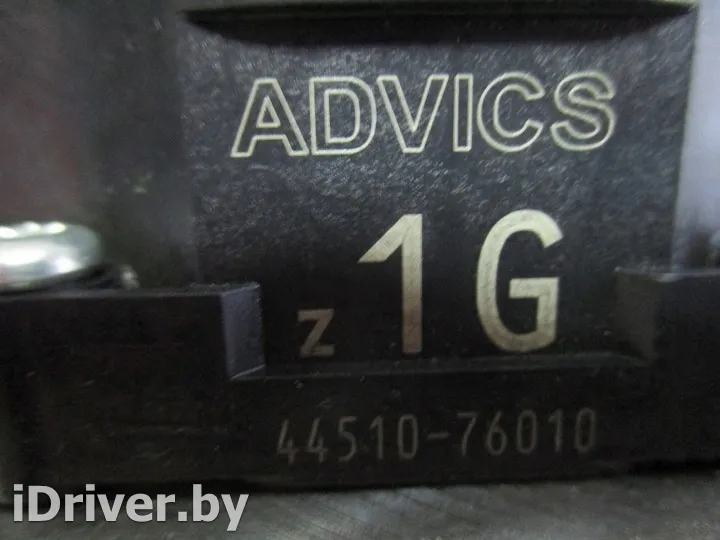 ADVICS
z 1G
44510-76010
iDriver.by